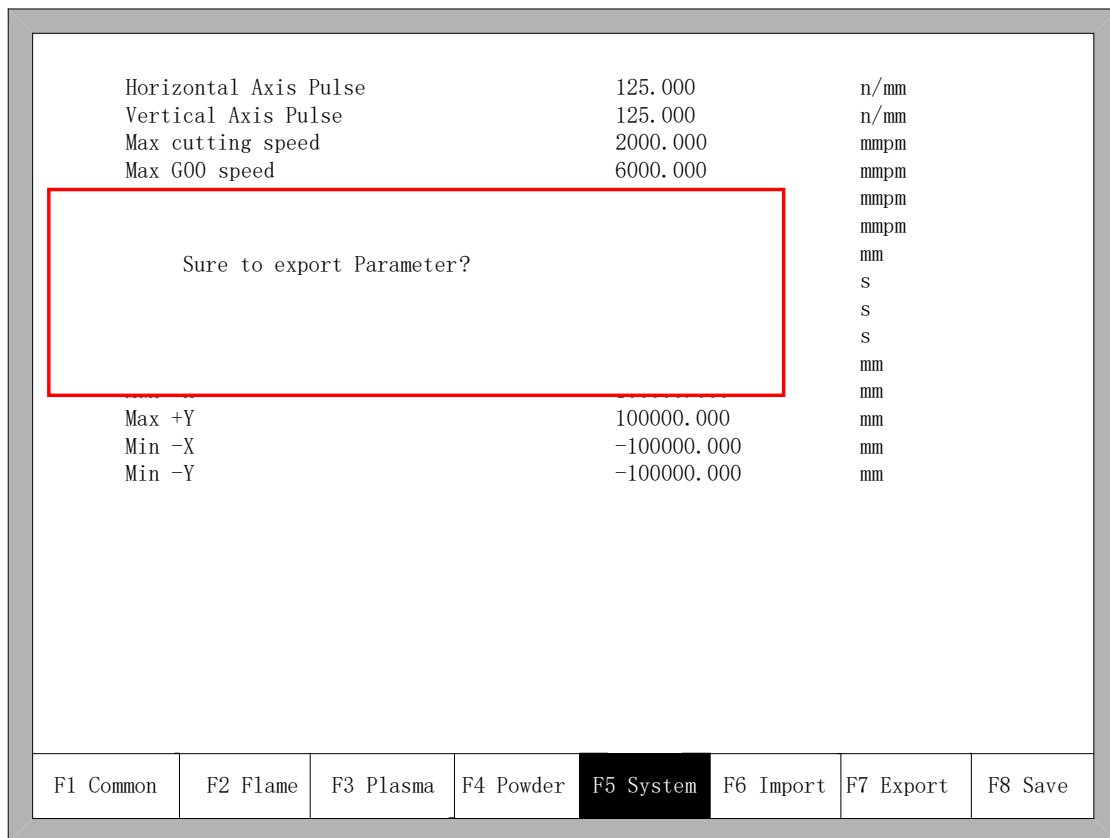 Horizontal Axis Pulse 125.000 n/mm
Vertical Axis Pulse 125.000 n/mm
Max cutting speed 2000.000 mmpm
Max G00 speed 6000.000 mmpm
mmpm
mmpm
Sure to export Parameter? mm
s
s
s
mm
mm
Max +Y 100000.000 mm
Min -X -100000.000 mm
Min -Y -100000.000 mm
F1 Common F2 Flame F3 Plasma F4 Powder F5 System F6 Import F7 Export F8 Save